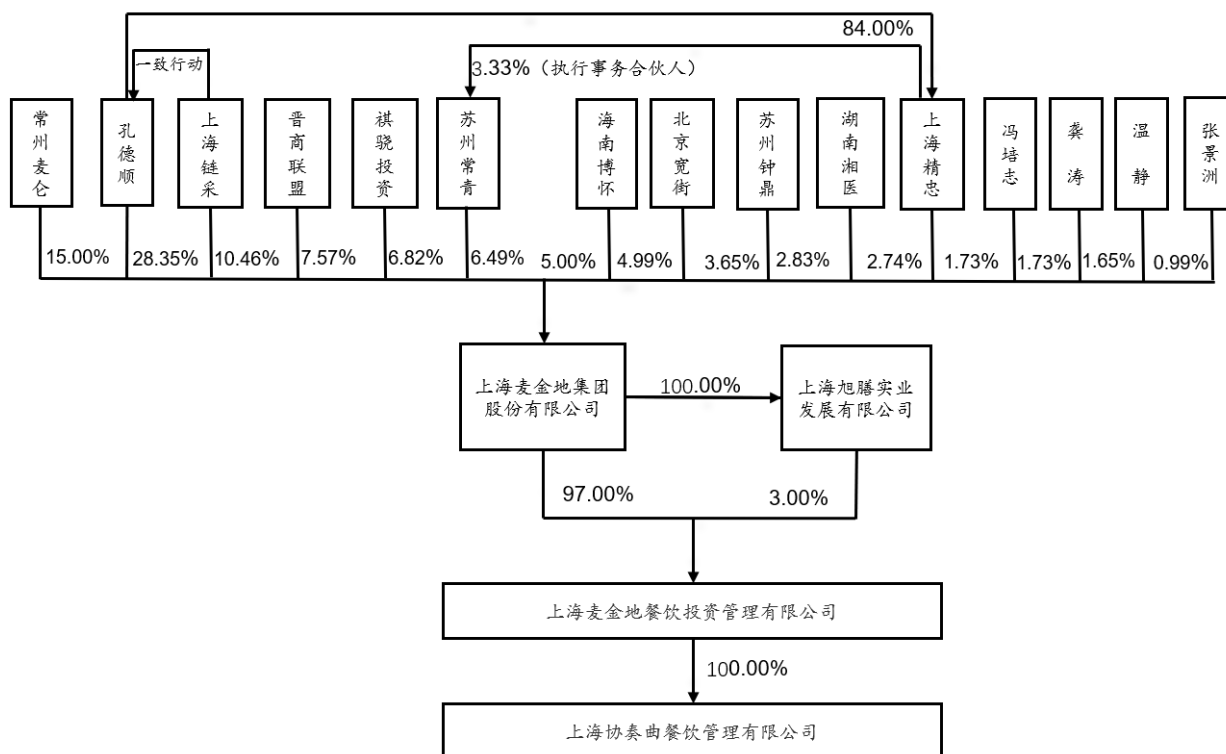 84.00%
一致行动
3.33%（执行事务合伙人）
常州麦仑
孔德顺
上海链采
晋商联盟
祺骁投资
苏州常青
海南博怀
北京宽街
苏州钟鼎
湖南湘医
上海精忠
冯培志
龚涛
温静
张景洲
15.00%
28.35%
10.46%
7.57%
6.82%
6.49%
5.00%
4.99%
3.65%
2.83%
2.74%
1.73%
1.73%
1.65%
0.99%
上海麦金地集团
股份有限公司
100.00%
上海旭膳实业
发展有限公司
97.00%
3.00%
上海麦金地餐饮投资管理有限公司
100.00%
上海协奏曲餐饮管理有限公司